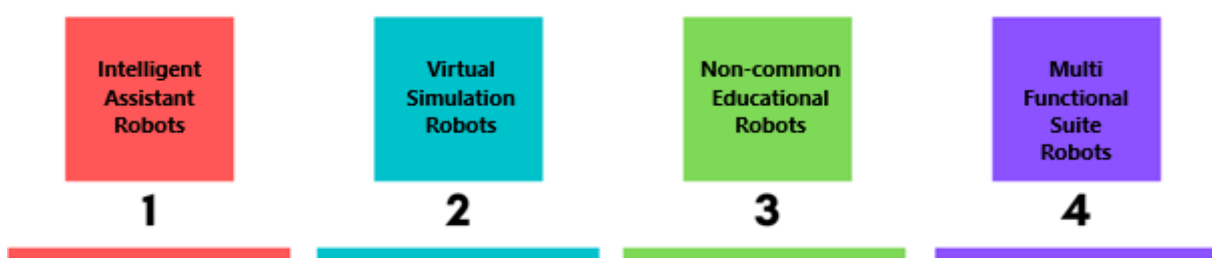 Intelligent
Assistant
Robots
1
Virtual
Simulation
Robots
2
Non-common
Educational
Robots
3
Multi
Functional
Suite
Robots
4